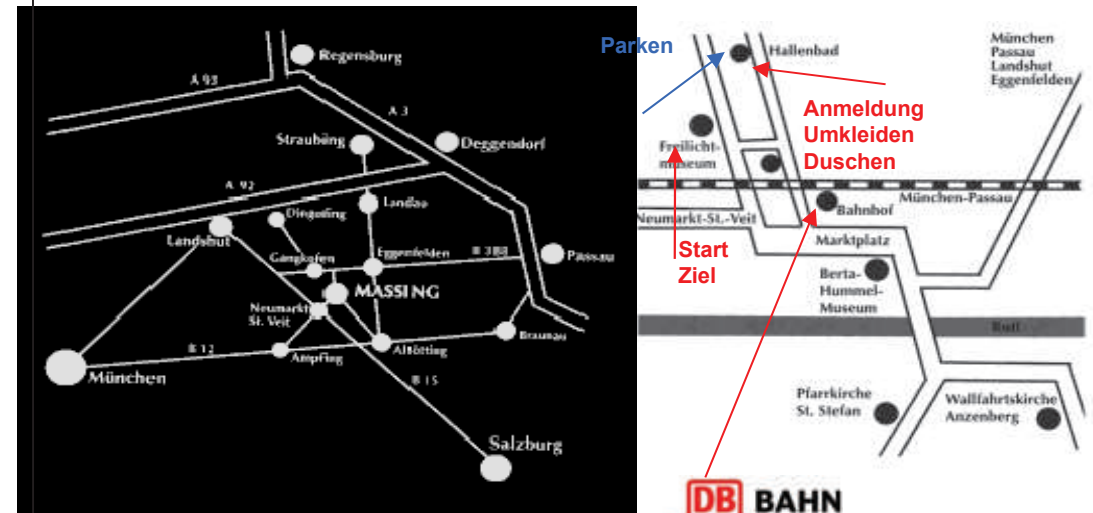 Regensburg
A 93
A 3
Straubing
Deggendorf
A 92
Landau
Dingolfing
Landshut
Gangkofen
Eggenfelden
B 388
Passau
MASSING
Neumarkt
St. Veit
Braunau
B 12
Ampfing
Altötting
München
B 15
Salzburg
Parken
Hallenbad
München
Passau
Landshut
Eggenfelden
Anmeldung
Umkleiden
Duschen
Freilicht-
museum
München-Passau
Bahnhof
Neumarkt-St.-Veit
Marktplatz
Start
Ziel
Berta-
Hummel-
Museum
Rott
Pfarrkirche
St. Stefan
Wallfahrtskirche
Anzenberg
DB BAHN